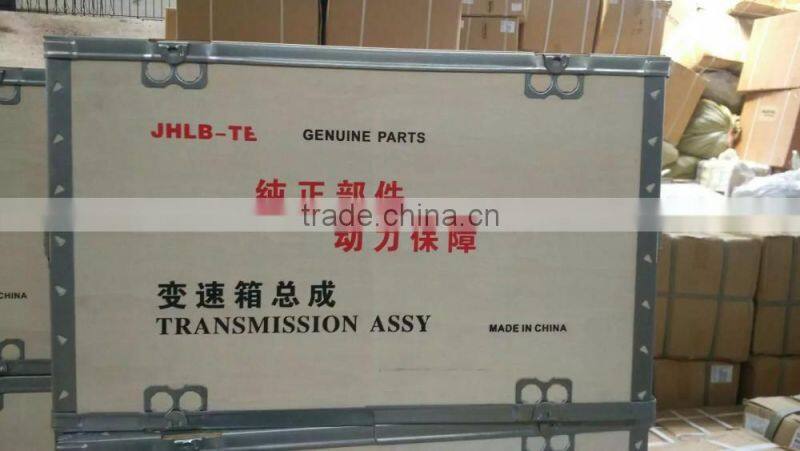 JHLB-TE GENUINE PARTS
纯正部件
trade.china.cn
动力保障
变速箱总成
TRANSMISSION ASSY MADE IN CHINA
CHINA